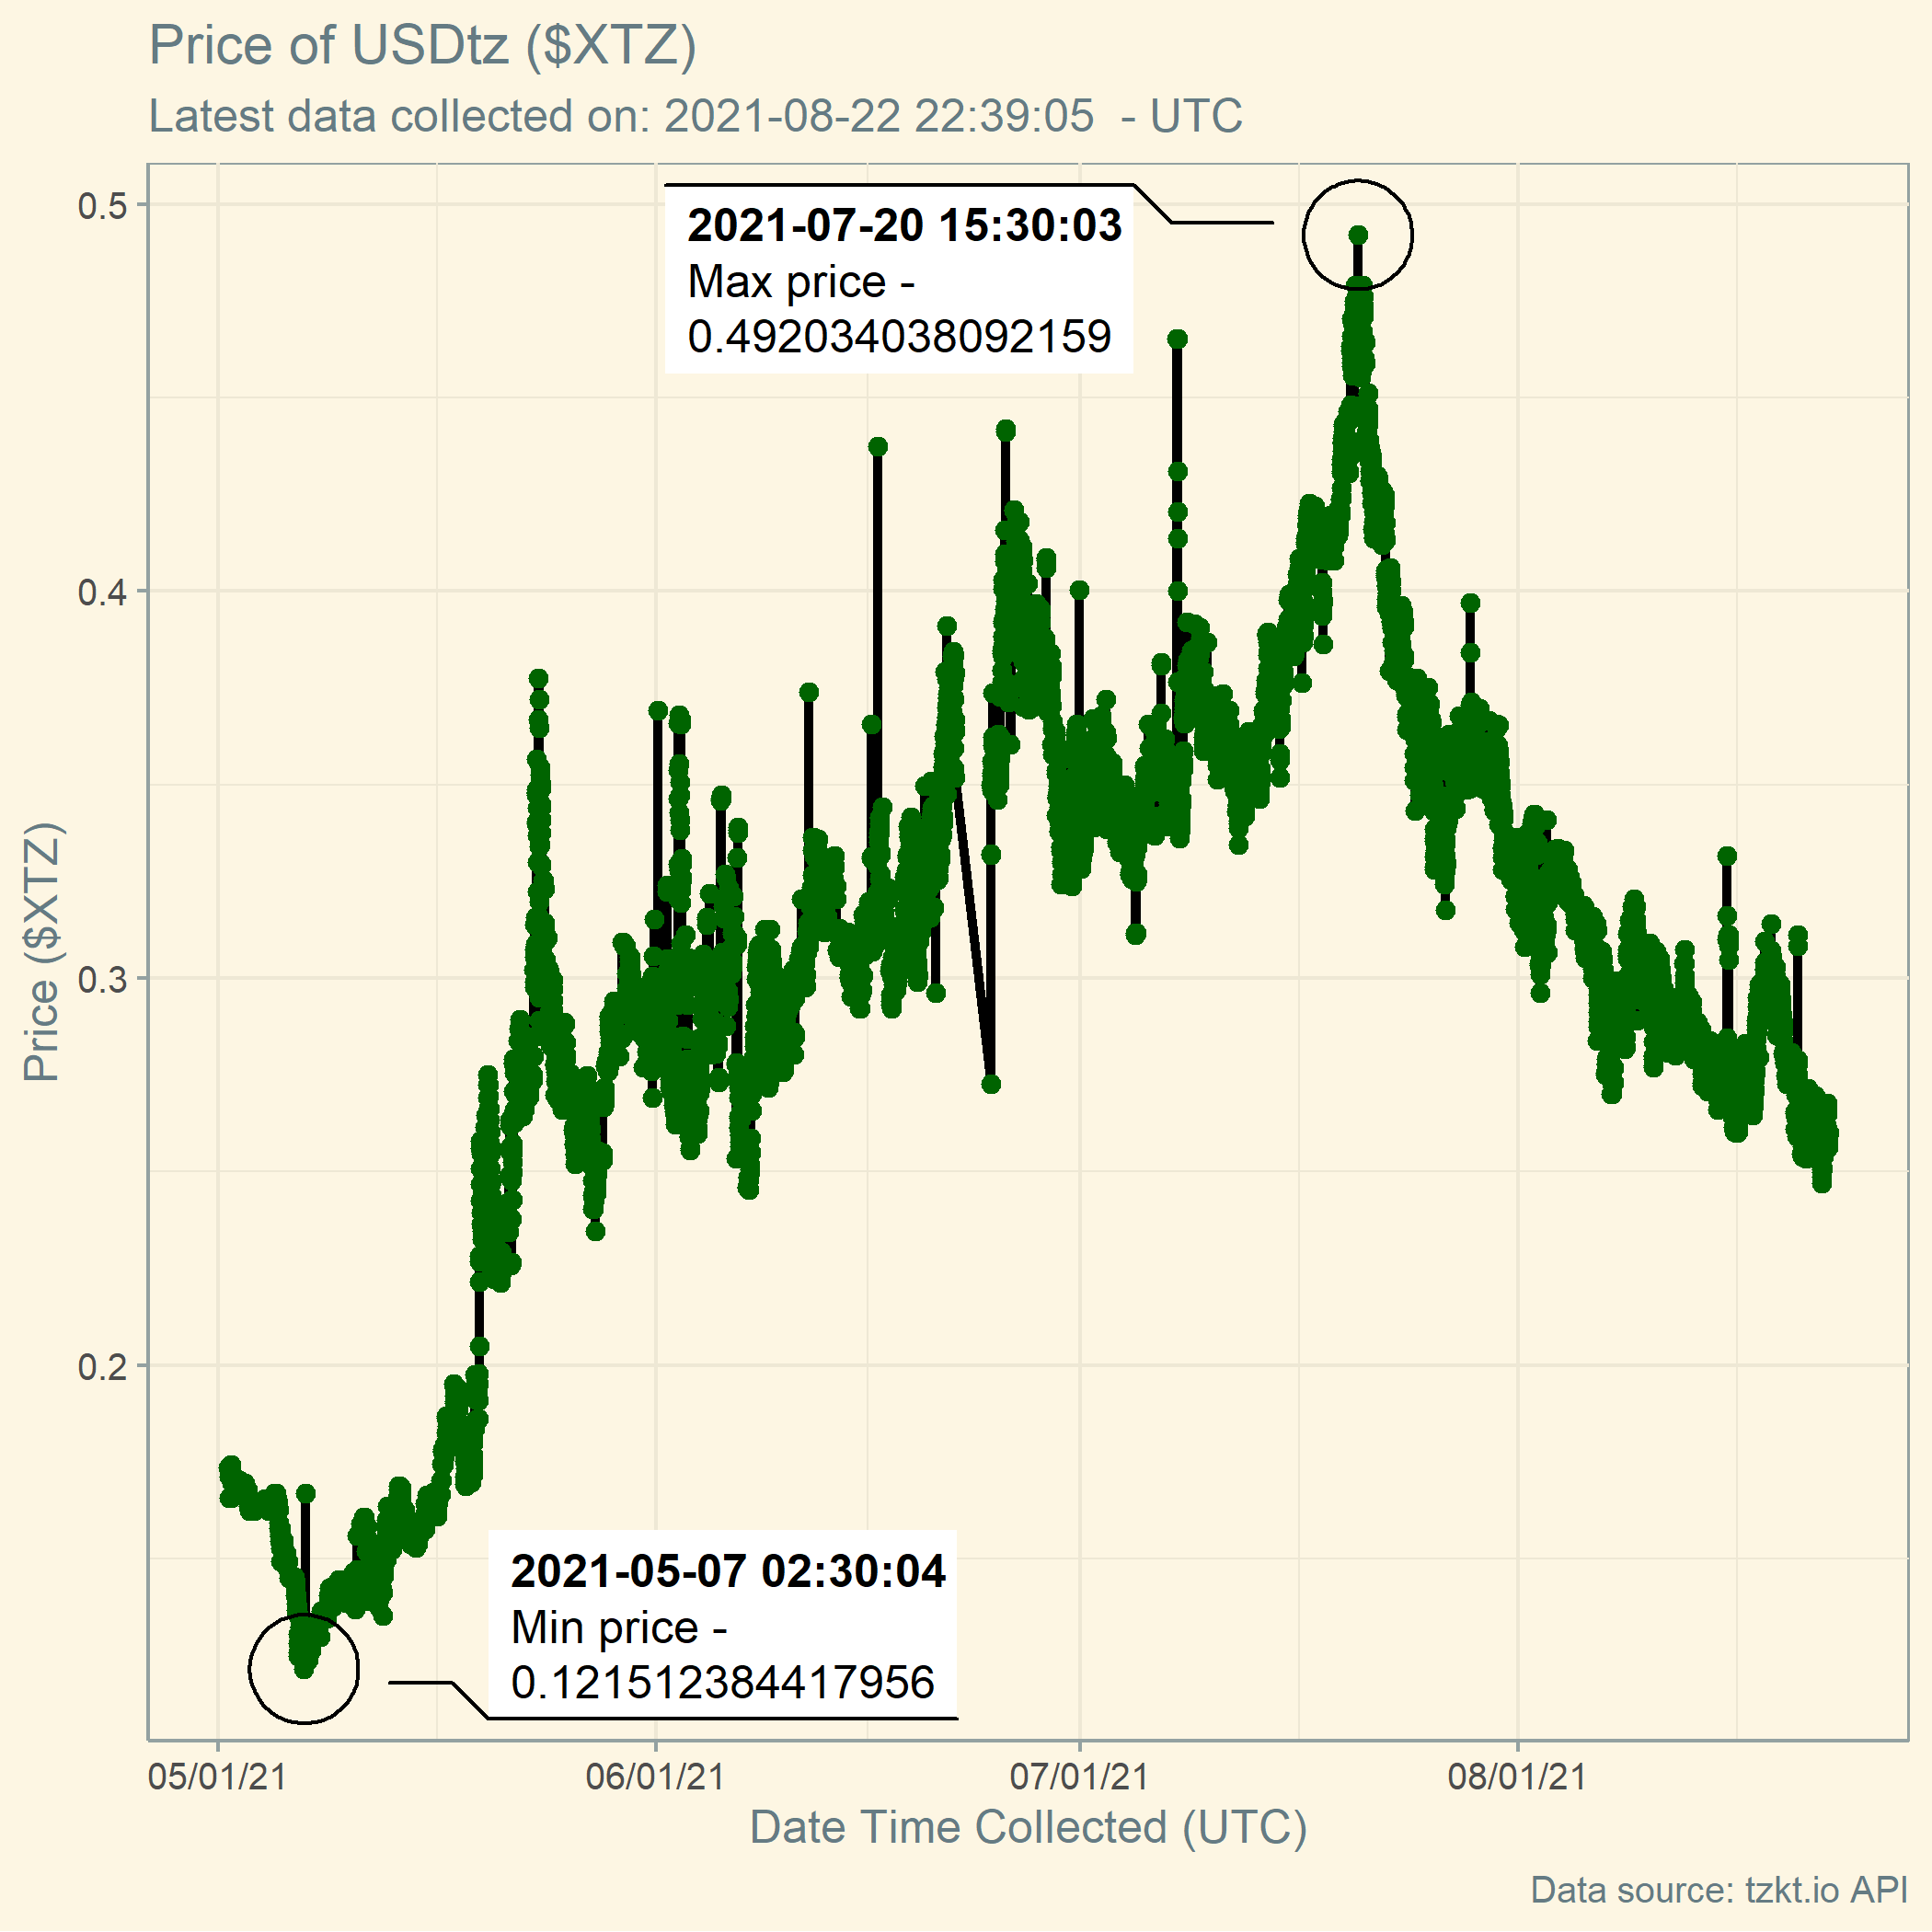 Price of USDtz ($XTZ)
Latest data collected on: 2021-08-22 22:39:05  - UTC
0.5
0.4
0.3
0.2
Price ($XTZ)
2021-07-20 15:30:03
Max price -
0.492034038092159
2021-05-07 02:30:04
Min price -
0.121512384417956
05/01/21
06/01/21
07/01/21
08/01/21
Date Time Collected (UTC)
Data source: tzkt.io API